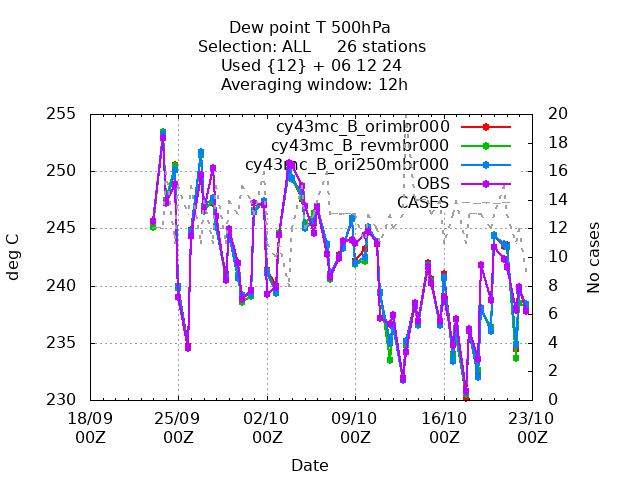 Dew point T 500hPa
Selection: ALL 26 stations
Used {12} + 06 12 24
Averaging window: 12h
255 20
cy43mc_B_orimbr000
18
cy43mc_B_revmbr000
250 16
cy43mc_B_ori250mbr000
OBS
14
CASES
245 12
deg C
No cases
10
240 8
6
235 4
2
230 0
18/09 25/09 02/10 09/10 16/10 23/10
00Z 00Z 00Z 00Z 00Z 00Z
Date